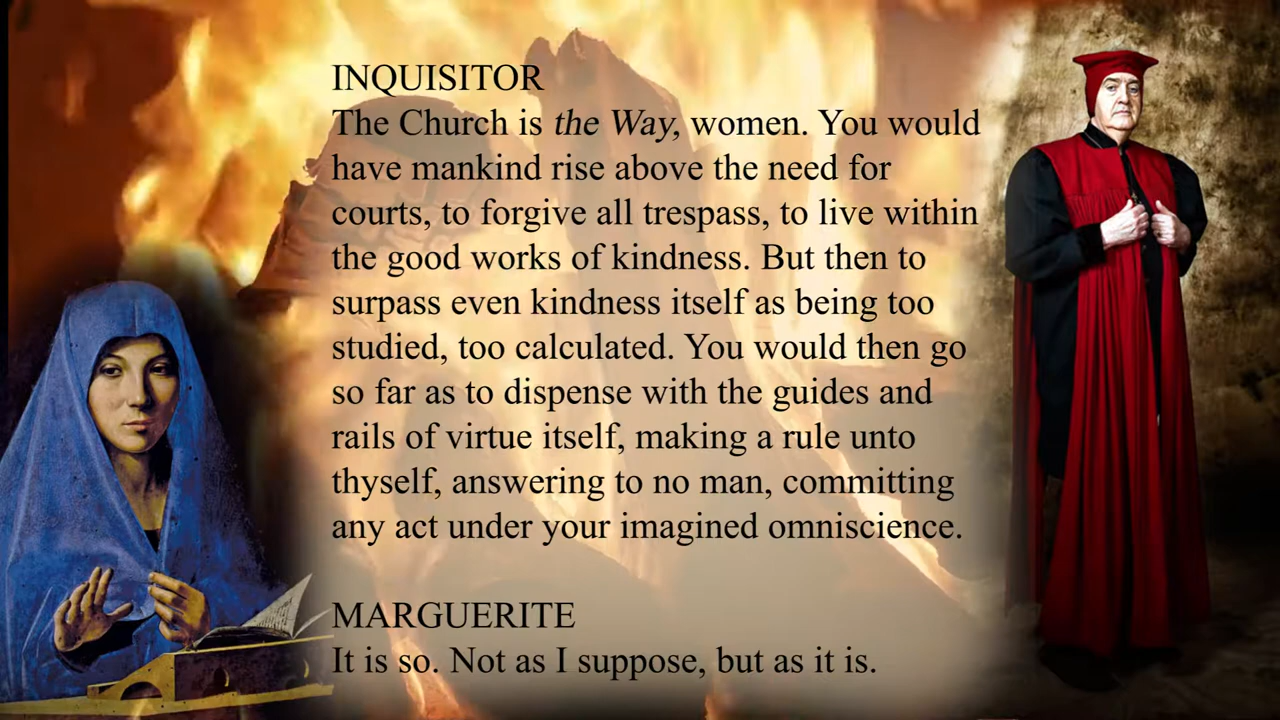 INQUISITOR
The Church is the Way, women. You would
have mankind rise above the need for
courts, to forgive all trespass, to live within
the good works of kindness. But then to
surpass even kindness itself as being too
studied, too calculated. You would then go
so far as to dispense with the guides and
rails of virtue itself, making a rule unto
thyself, answering to no man, committing
any act under your imagined omniscience.
MARGUERITE
It is so. Not as I suppose, but as it is.